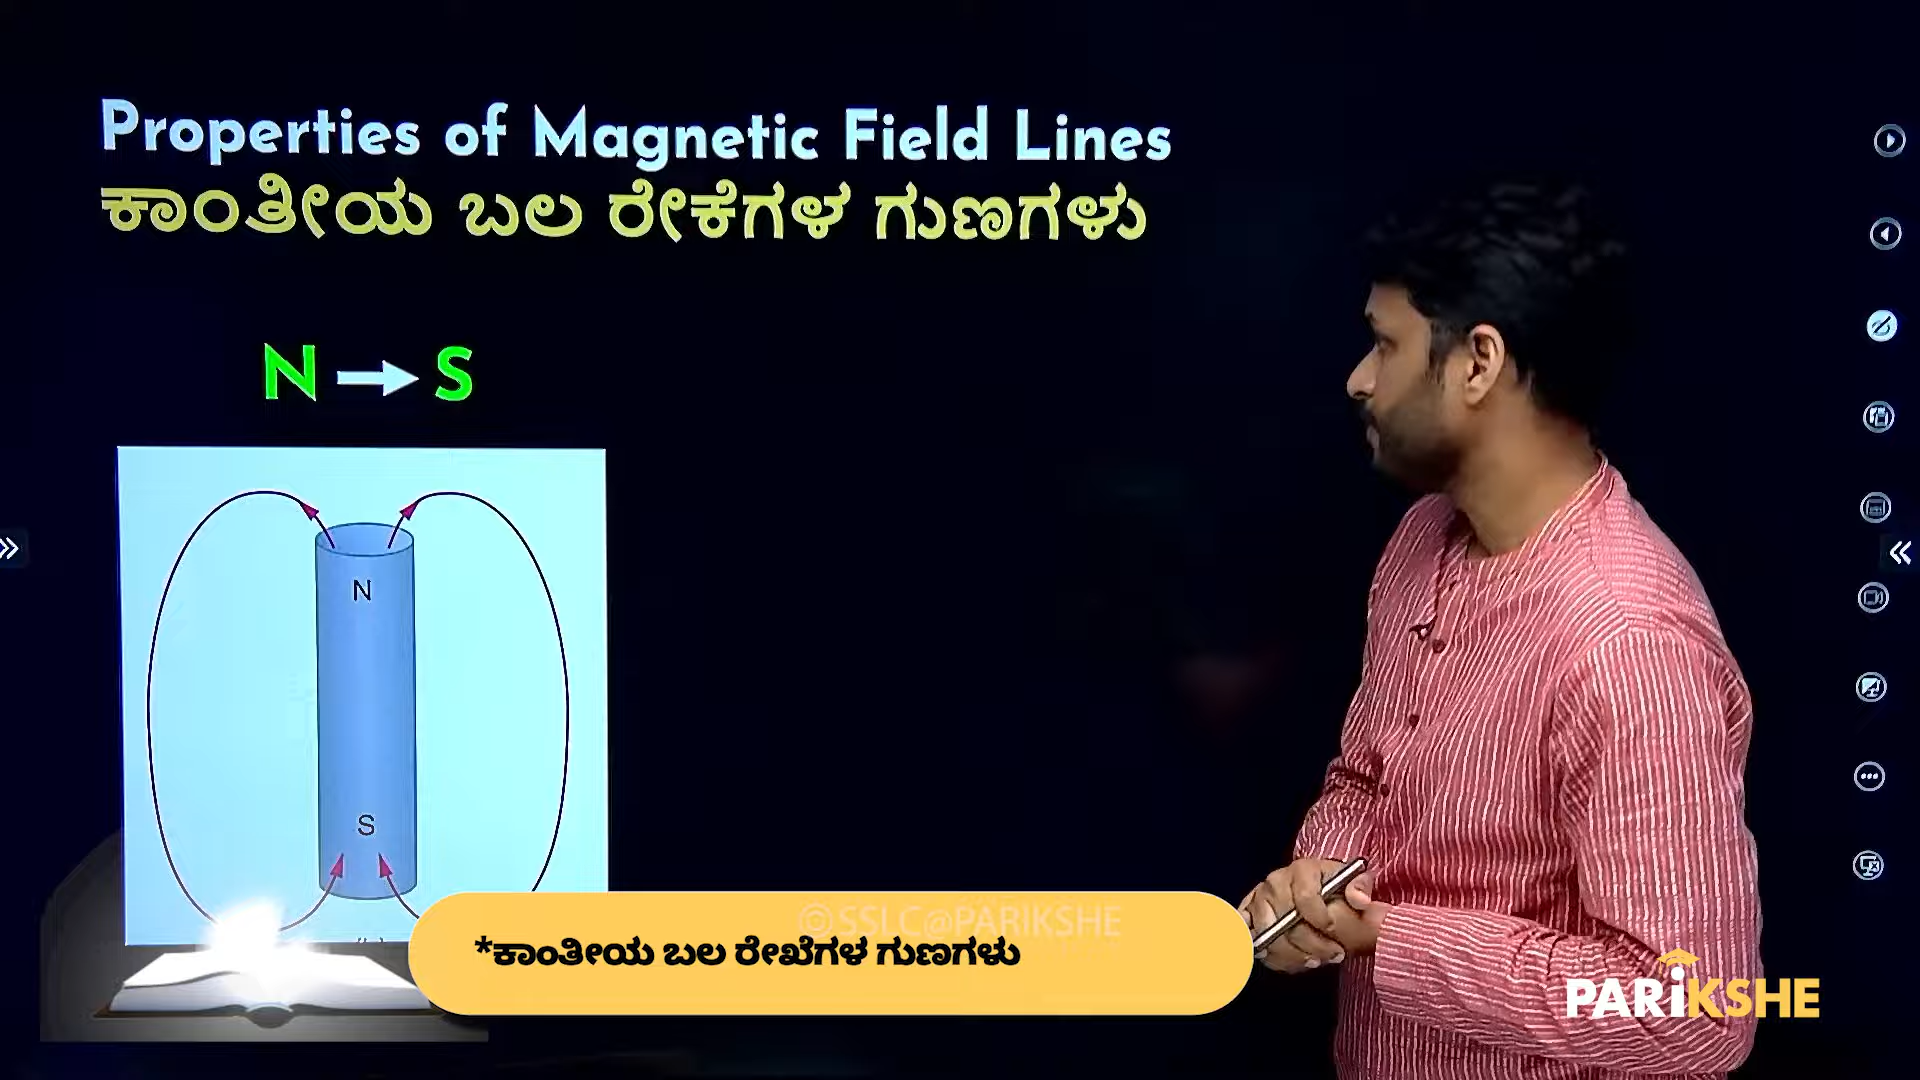 Properties of Magnetic Field Lines
ಕಾಂತೀಯ ಬಲ ರೇಕೆಗಳ ಗುಣಗಳು
N → S
N
S
©SSLC@PARIKSHE
*ಕಾಂತೀಯ ಬಲ ರೇಖೆಗಳ ಗುಣಗಳು
PARIKSHE